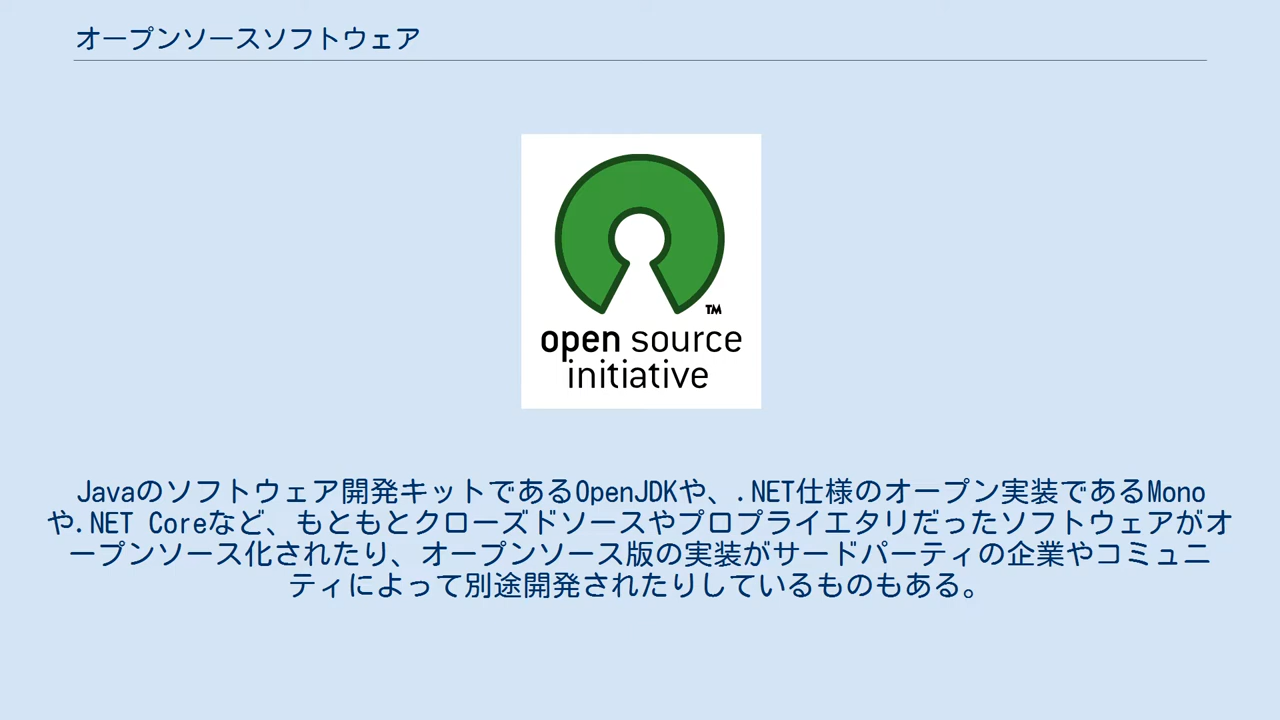 オープンソースソフトウェア
TM
open source
initiative
Javaのソフトウェア開発キットであるOpenJDKや、.NET仕様のオープン実装であるMono
や.NET Coreなど、もともとクローズドソースやプロプライエタリだったソフトウェアがオ
ープンソース化されたり、オープンソース版の実装がサードパーティの企業やコミュニ
ティによって別途開発されたりしているものもある。